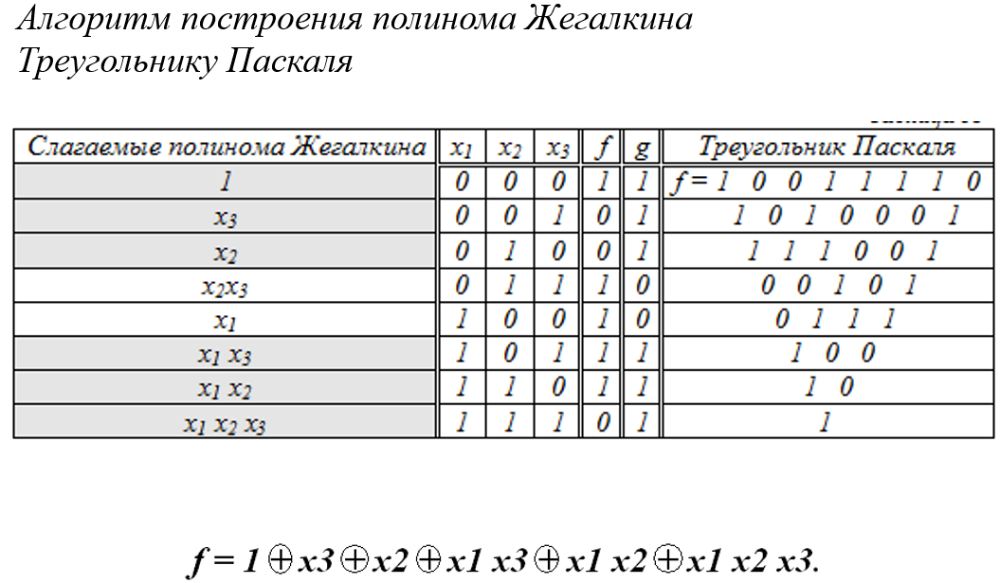 Алгоритм построения полинома Жегалкина
Треугольнику Паскаля
Слагаемые полинома Жегалкина x1 x2 x3 f g Треугольник Паскаля
1 0 0 0 1 1 f = 1 0 0 1 1 1 1 0
x3 0 0 1 0 1 1 0 1 0 0 0 1
x2 0 1 0 0 1 1 1 1 0 0 1
x2x3 0 1 1 1 0 0 0 1 0 1
x1 1 0 0 1 0 0 1 1 1
x1 x3 1 0 1 1 1 1 0 0
x1 x2 1 1 0 1 1 1 0
x1 x2 x3 1 1 1 0 1 1
f = 1 ⊕ x3 ⊕ x2 ⊕ x1 x3 ⊕ x1 x2 ⊕ x1 x2 x3.